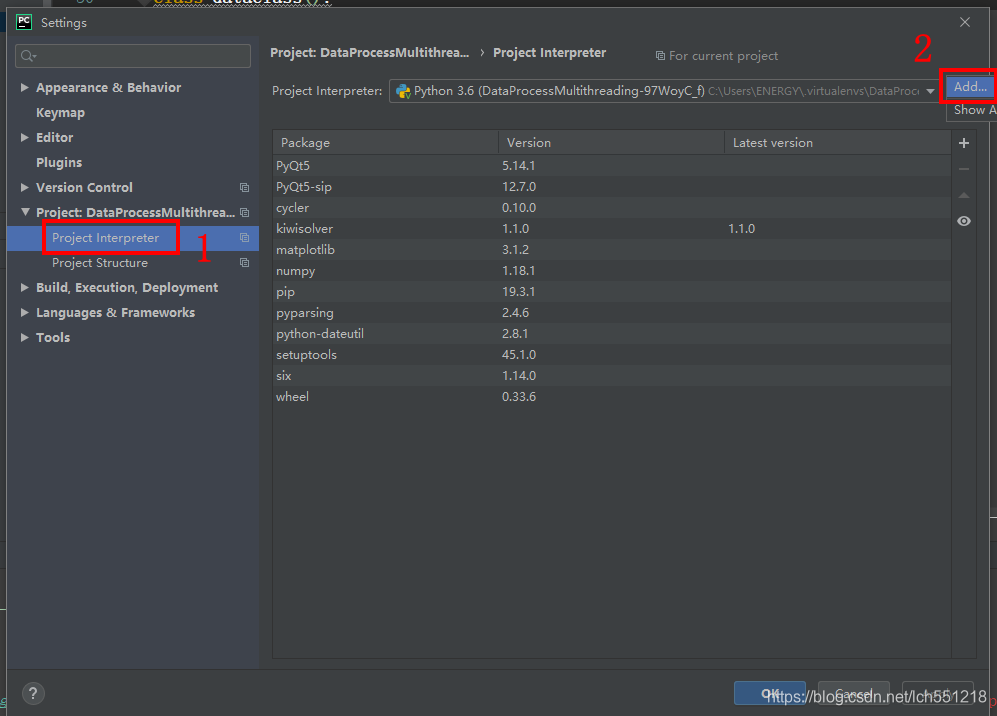 class dataclass():
PC Settings
Project: DataProcessMultithrea... › Project Interpreter For current project
2
Appearance & Behavior
Keymap
Editor
Plugins
Version Control
Project: DataProcessMultithrea...
Project Interpreter
1
Project Structure
Build, Execution, Deployment
Languages & Frameworks
Tools
Project Interpreter: Python 3.6 (DataProcessMultithreading-97WoyC_f) C:\Users\ENERGY\.virtualenvs\DataProce
Add...
Show A
Package Version Latest version
PyQt5 5.14.1
PyQt5-sip 12.7.0
cycler 0.10.0
kiwisolver 1.1.0 1.1.0
matplotlib 3.1.2
numpy 1.18.1
pip 19.3.1
pyparsing 2.4.6
python-dateutil 2.8.1
setuptools 45.1.0
six 1.14.0
wheel 0.33.6
?
OK Cancel
https://blog.csdn.net/lch551218